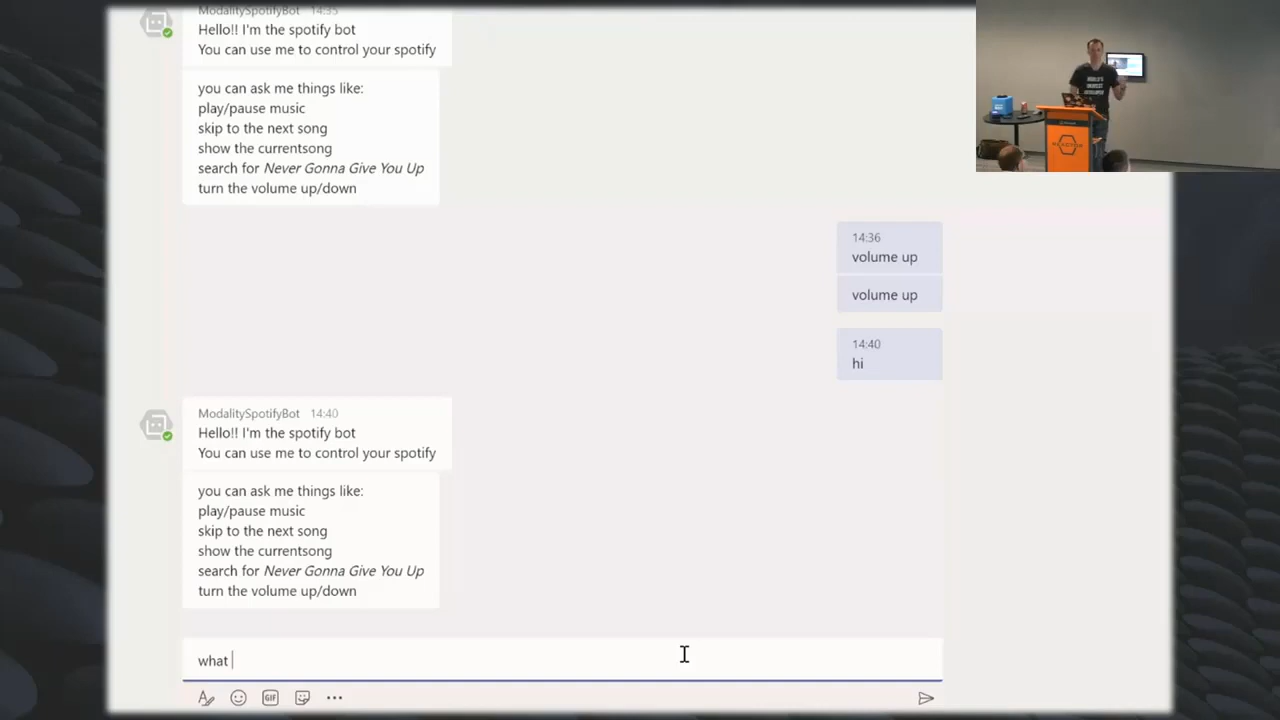 ModalitySpotifyBot 14:35
Hello!! I'm the spotify bot
You can use me to control your spotify
you can ask me things like:
play/pause music
skip to the next song
show the currentsong
search for Never Gonna Give You Up
turn the volume up/down
14:36
volume up
volume up
14:40
hi
ModalitySpotifyBot 14:40
Hello!! I'm the spotify bot
You can use me to control your spotify
you can ask me things like:
play/pause music
skip to the next song
show the currentsong
search for Never Gonna Give You Up
turn the volume up/down
what
GIF